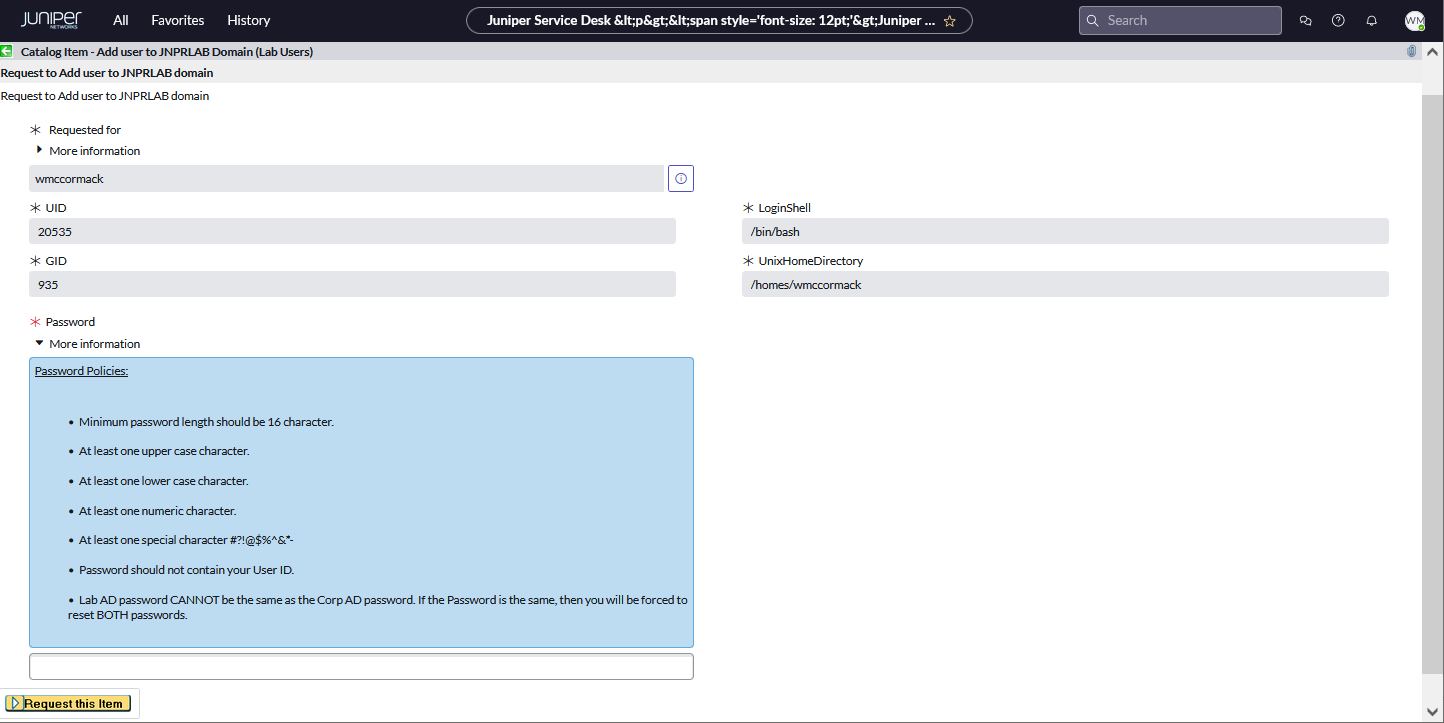 JUNIPER NETWORKS All Favorites History Juniper Service Desk &lt;p&gt;&lt;span style='font-size: 12pt;'&gt;Juniper ... Search WM
Catalog Item - Add user to JNPRLAB Domain (Lab Users)
Request to Add user to JNPRLAB domain
Request to Add user to JNPRLAB domain
Requested for
More information
wmccormack
UID LoginShell
20535 /bin/bash
GID UnixHomeDirectory
935 /homes/wmccormack
Password
More information
Password Policies:
• Minimum password length should be 16 character.
• At least one upper case character.
• At least one lower case character.
• At least one numeric character.
• At least one special character #?!@$%^&*-
• Password should not contain your User ID.
• Lab AD password CANNOT be the same as the Corp AD password. If the Password is the same, then you will be forced to
reset BOTH passwords.
Request this Item